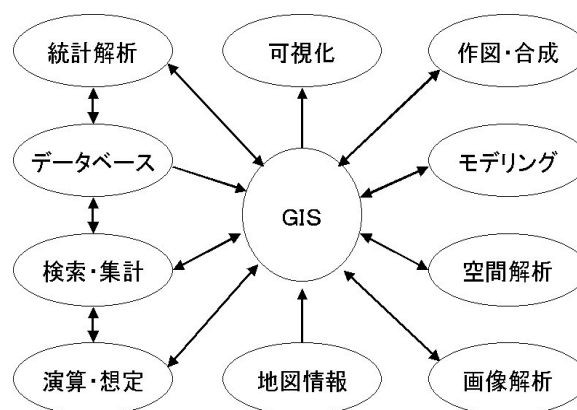 統計解析
可視化
作図・合成
データベース
モデリング
GIS
検索・集計
空間解析
演算・想定
地図情報
画像解析